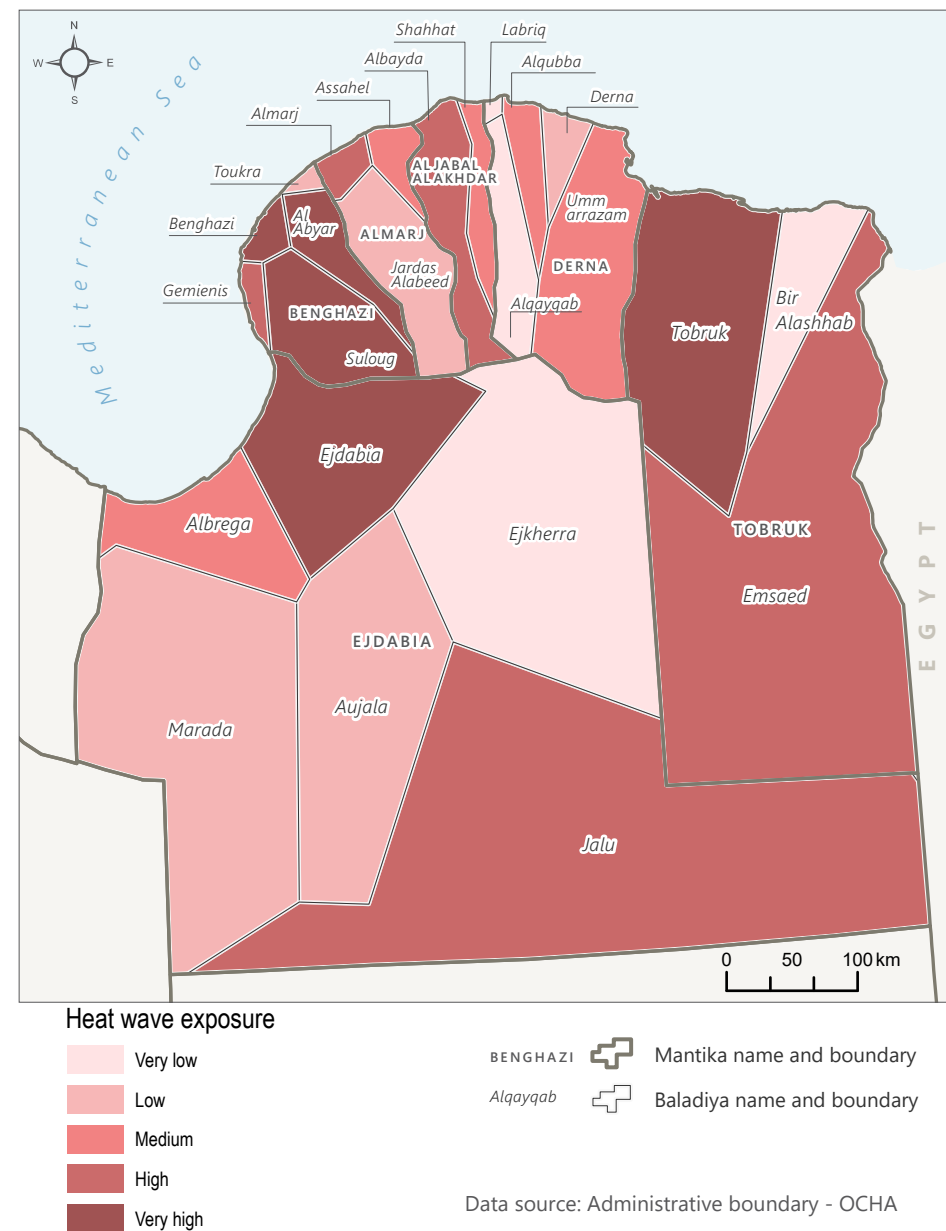 N
W
E
S
Mediterranean Sea
Shahhat
Labriq
Albayda
Alqubba
Assahel
Derna
Almarj
Toukra
ALJABAL
ALAKHDAR
Benghazi
Al
Abyar
ALMARJ
Umm
arrazam
Jardas
Alabeed
DERNA
Gemienis
BENGHAZI
Alqayqab
Bir
Alashhab
Tobruk
Suloug
Ejdabia
Albrega
Ejkherra
TOBRUK
EGYPT
Emsaed
EJDABIA
Aujala
Marada
Jalu
0 50 100 km
Heat wave exposure
Very low
Low
Medium
High
Very high
BENGHAZI Mantika name and boundary
Alqayqab Baladiya name and boundary
Data source: Administrative boundary - OCHA